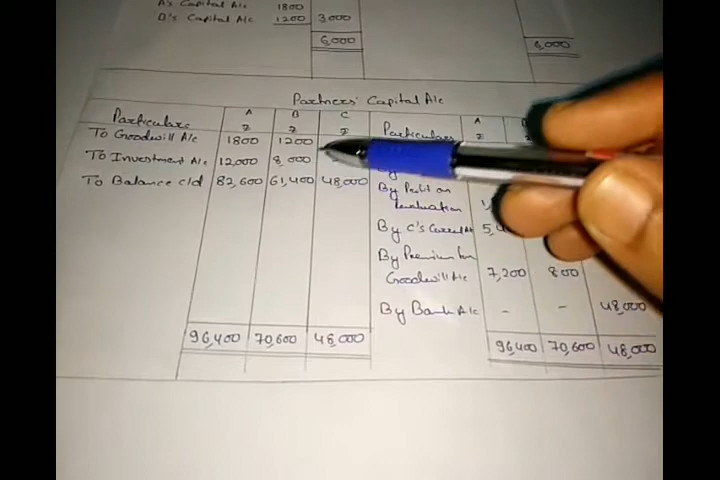 A's Capital A/c 1800
B's Capital A/c 1200 3000
6,000 6,000
Partners' Capital A/c
Particulars A B C Particulars A
₹ ₹ ₹ ₹
To Goodwill A/c 1800 1200
To Investment A/c 12,000 8,000
To Balance c/d 82,600 61,400 48,000
By Profit on
Revaluation
By C's Current A/c
By Premium for
Goodwill A/c 7,200 800
By Bank A/c - - 48,000
96,400 70,600 48,000 96,400 70,600 48,000